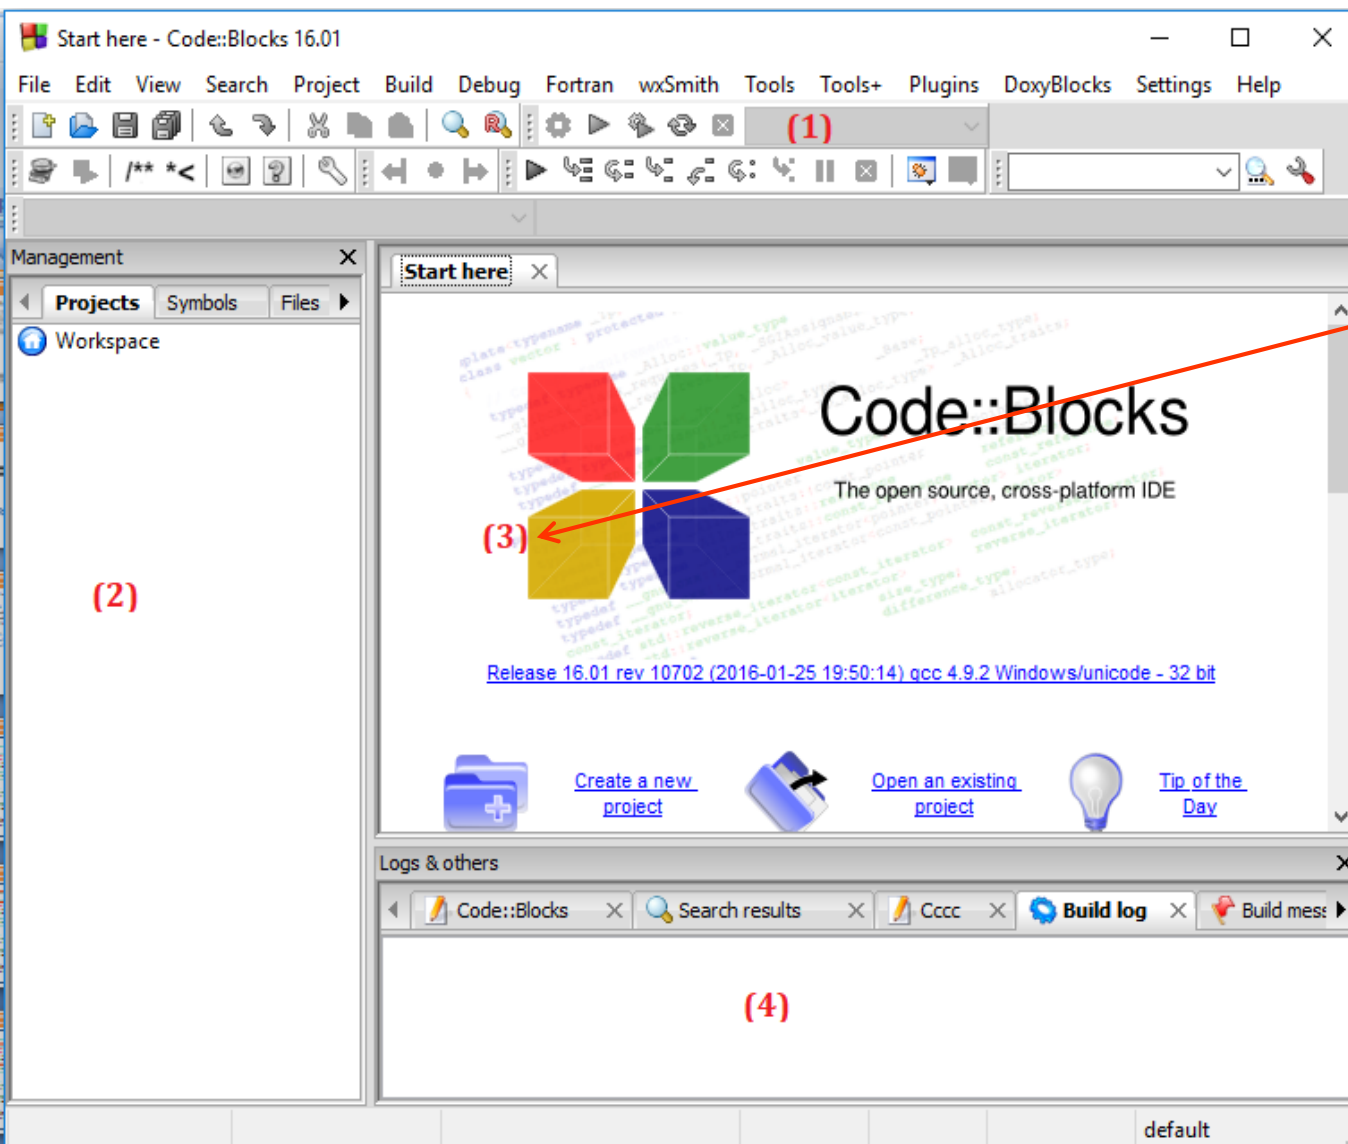 Start here - Code::Blocks 16.01
File Edit View Search Project Build Debug Fortran wxSmith Tools Tools+ Plugins DoxyBlocks Settings Help
(1)
/** *<
Management
Start here
Projects Symbols Files
Workspace
Code::Blocks
The open source, cross-platform IDE
(3)
(2)
Release 16.01 rev 10702 (2016-01-25 19:50:14) gcc 4.9.2 Windows/unicode - 32 bit
Create a new project
Open an existing project
Tip of the Day
Logs & others
Code::Blocks Search results Cccc Build log Build mess
(4)
default